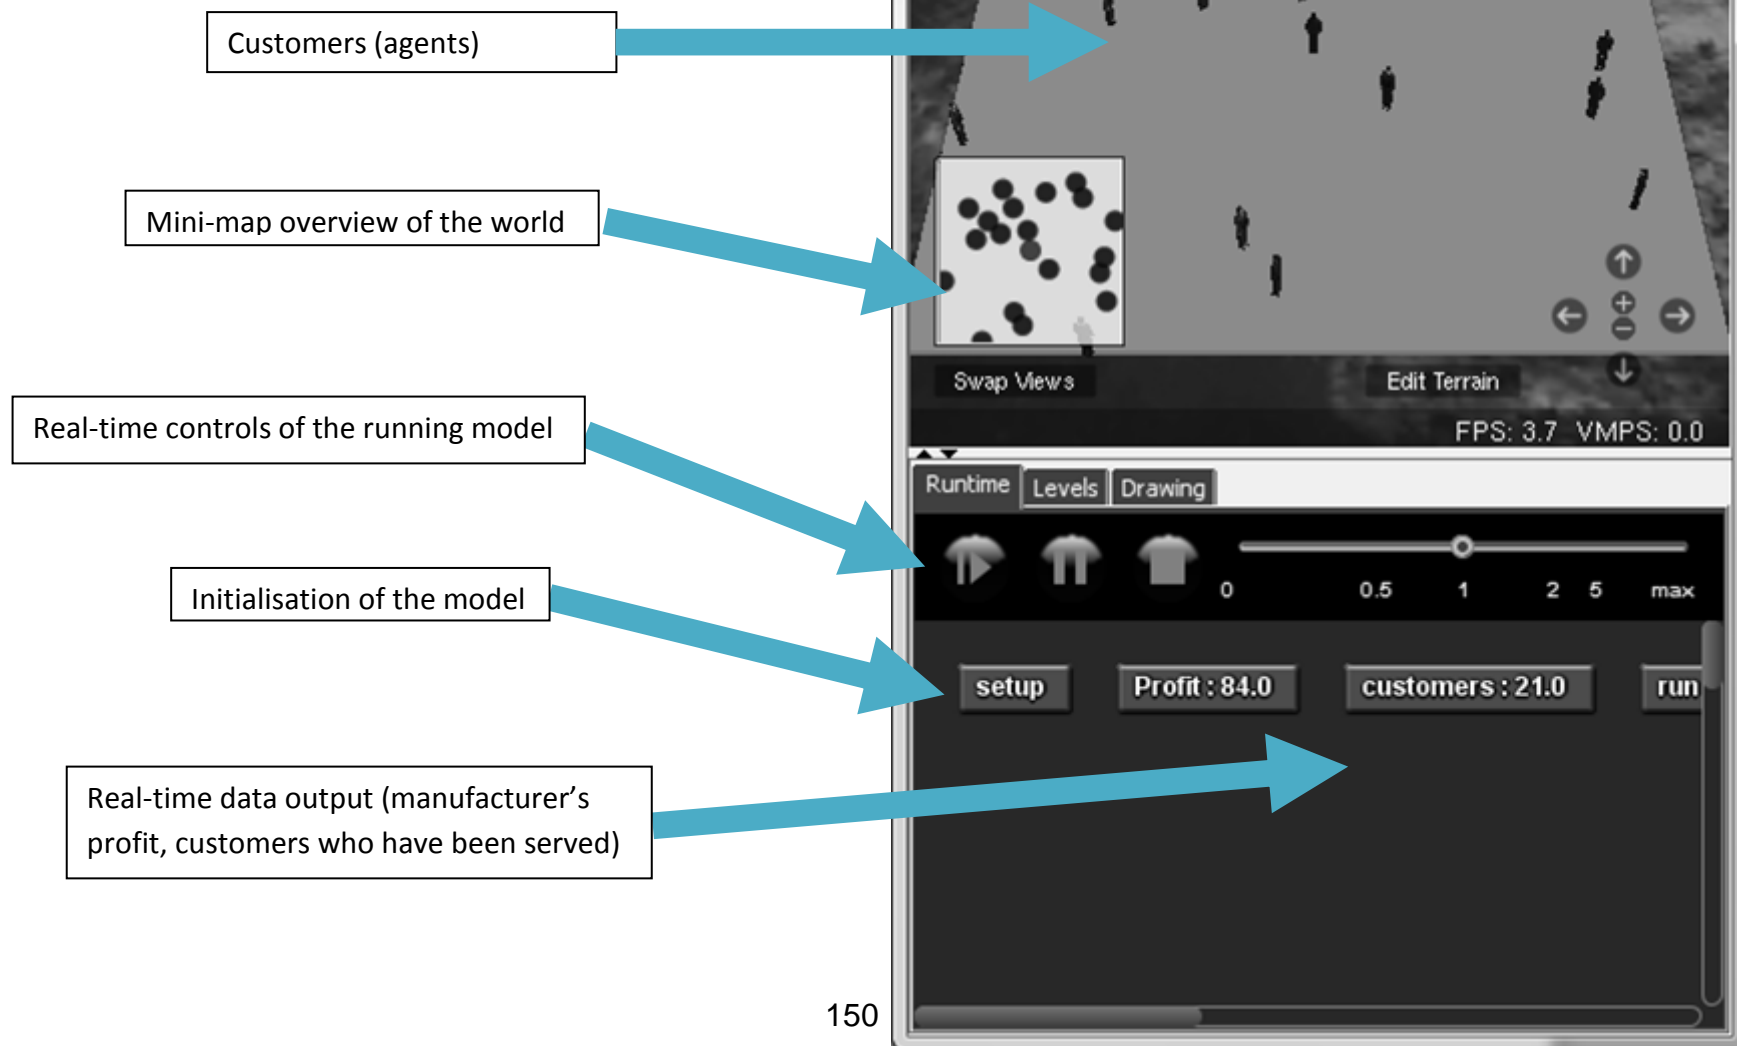 Customers (agents)
Mini-map overview of the world
Real-time controls of the running model
Initialisation of the model
Real-time data output (manufacturer’s
profit, customers who have been served)
Swap Views
Edit Terrain
FPS: 3.7 VMPS: 0.0
Runtime Levels Drawing
0 0.5 1 2 5 max
setup Profit : 84.0 customers : 21.0 run
150